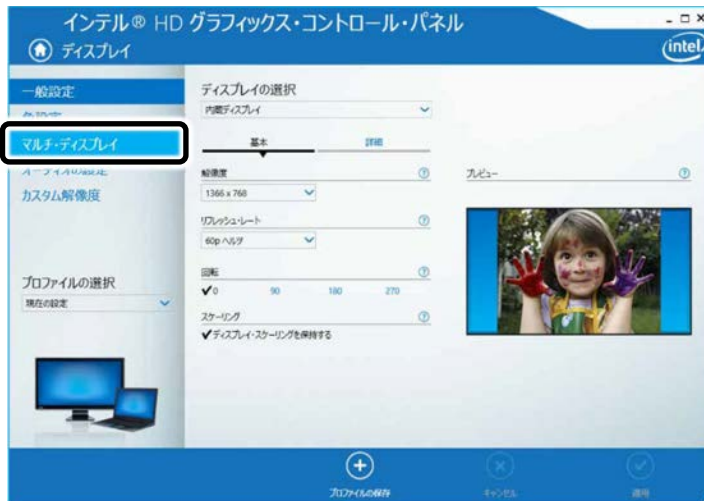 インテル® HD グラフィックス・コントロール・パネル
ディスプレイ
intel
一般設定
マルチ・ディスプレイ
カスタム解像度
プロファイルの選択
現在の設定
ディスプレイの選択
内蔵ディスプレイ
基本
詳細
解像度
?
1366 x 768
リフレッシュ・レート
?
60p ヘルツ
回転
?
✔0 90 180 270
スケーリング
?
✔ディスプレイ・スケーリングを保持する
プレビュー
?
プロファイルの保存
キャンセル
適用